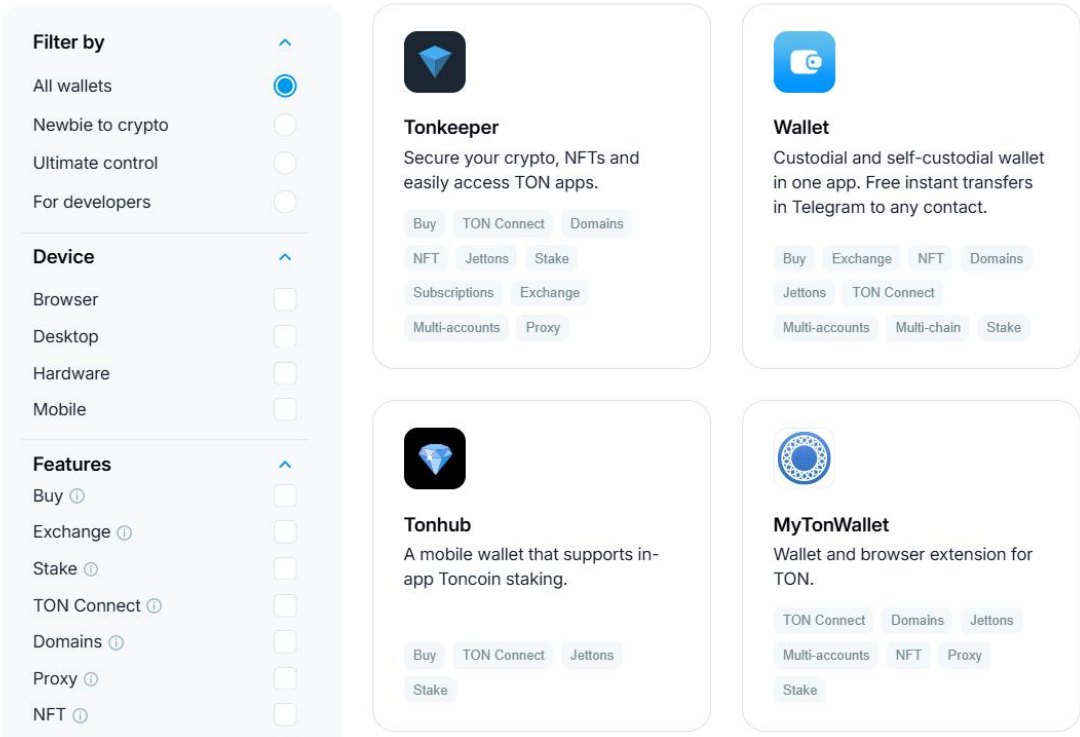 Filter by
All wallets
Newbie to crypto
Ultimate control
For developers
Device
Browser
Desktop
Hardware
Mobile
Features
Buy
Exchange
Stake
TON Connect
Domains
Proxy
NFT
Tonkeeper
Secure your crypto, NFTs and
easily access TON apps.
Buy TON Connect Domains
NFT Jettons Stake
Subscriptions Exchange
Multi-accounts Proxy
Wallet
Custodial and self-custodial wallet
in one app. Free instant transfers
in Telegram to any contact.
Buy Exchange NFT Domains
Jettons TON Connect
Multi-accounts Multi-chain Stake
Tonhub
A mobile wallet that supports in-
app Toncoin staking.
Buy TON Connect Jettons
Stake
MyTonWallet
Wallet and browser extension for
TON.
TON Connect Domains Jettons
Multi-accounts NFT Proxy
Stake